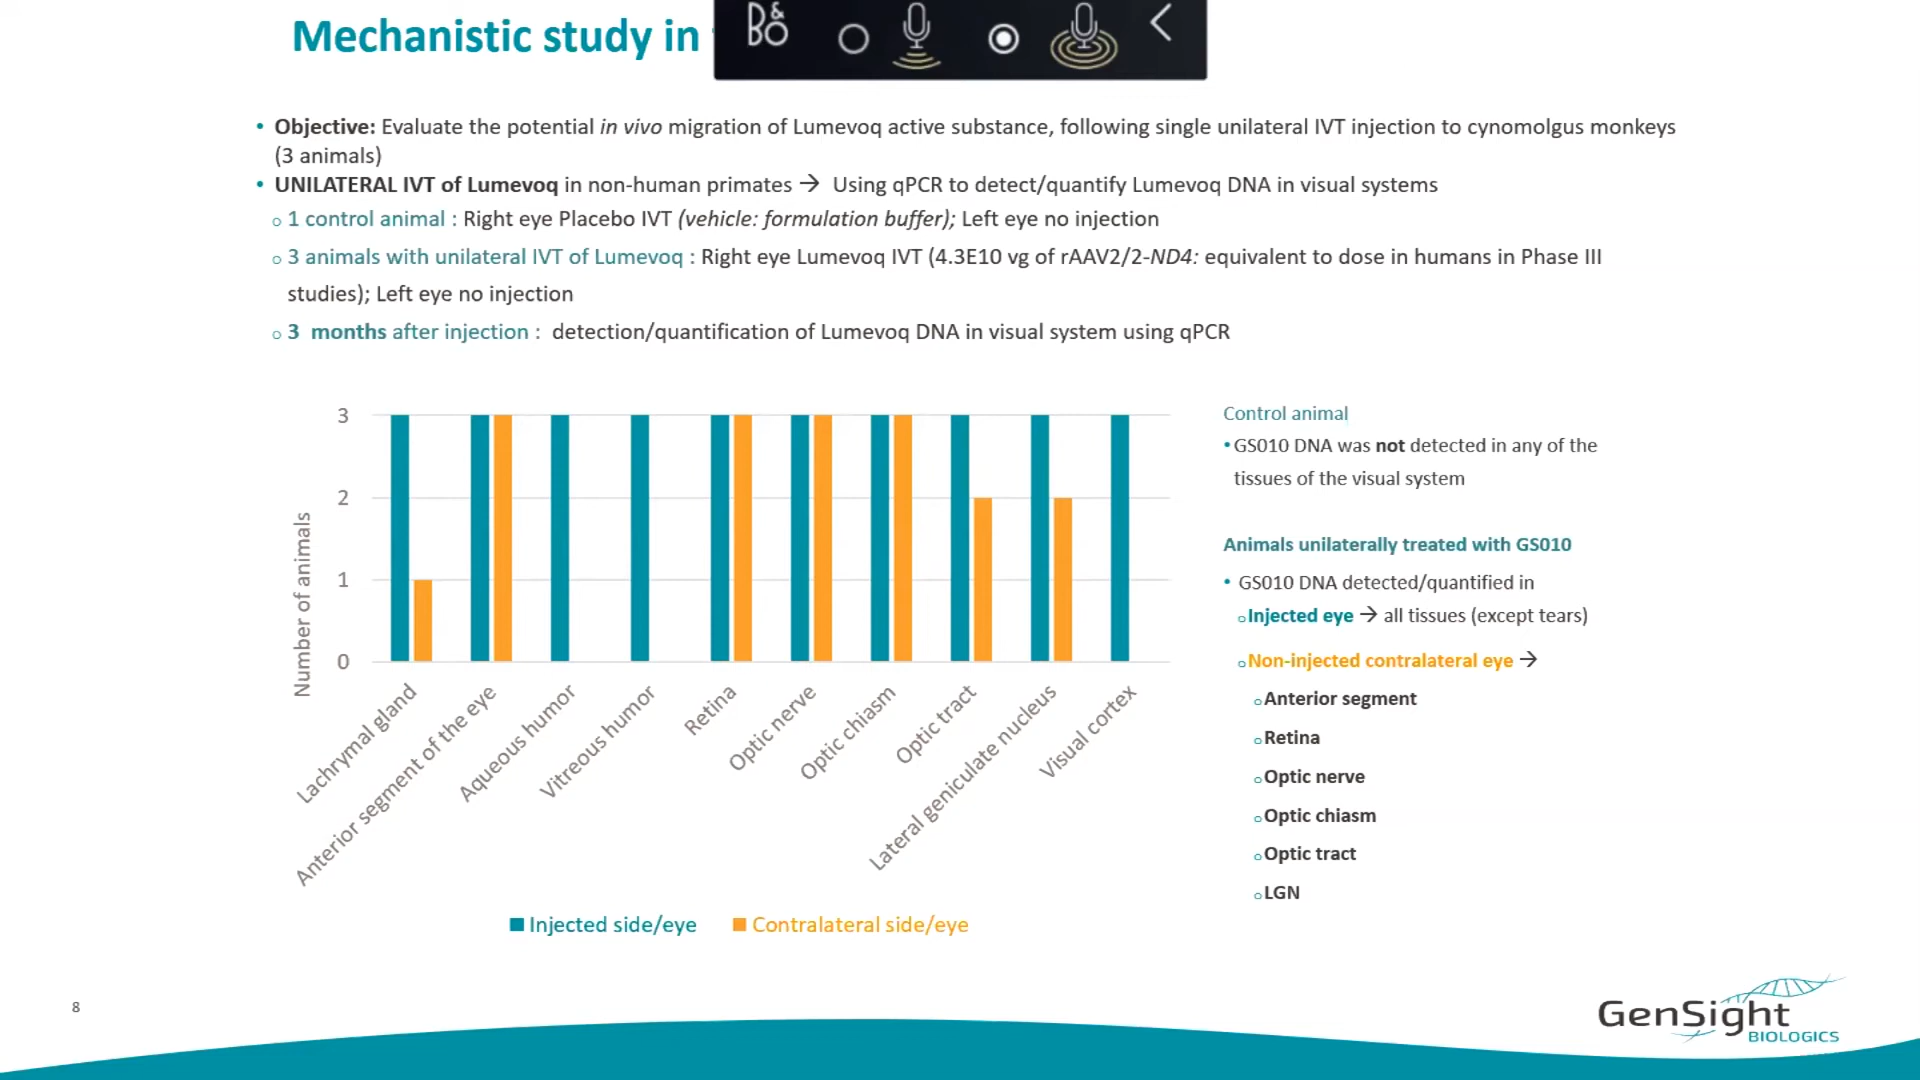 Mechanistic study in
B&O
• Objective: Evaluate the potential in vivo migration of Lumevoq active substance, following single unilateral IVT injection to cynomolgus monkeys
(3 animals)
• UNILATERAL IVT of Lumevoq in non-human primates → Using qPCR to detect/quantify Lumevoq DNA in visual systems
o 1 control animal : Right eye Placebo IVT (vehicle: formulation buffer); Left eye no injection
o 3 animals with unilateral IVT of Lumevoq : Right eye Lumevoq IVT (4.3E10 vg of rAAV2/2-ND4: equivalent to dose in humans in Phase III
studies); Left eye no injection
o 3 months after injection : detection/quantification of Lumevoq DNA in visual system using qPCR
Number of animals
3
2
1
0
Lachrymal gland
Anterior segment of the eye
Aqueous humor
Vitreous humor
Retina
Optic nerve
Optic chiasm
Optic tract
Lateral geniculate nucleus
Visual cortex
Injected side/eye
Contralateral side/eye
Control animal
• GS010 DNA was not detected in any of the
tissues of the visual system
Animals unilaterally treated with GS010
• GS010 DNA detected/quantified in
o Injected eye → all tissues (except tears)
o Non-injected contralateral eye →
o Anterior segment
o Retina
o Optic nerve
o Optic chiasm
o Optic tract
o LGN
8
GenSight
BIOLOGICS